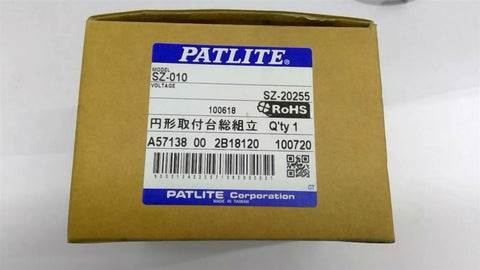 PATLITE®
MODEL
SZ-010
VOLTAGE
SZ-20255
100618
RoHS
円形取付台総組立 Q'ty 1
A57138 00 2B18120 100720
PATLITE Corporation
MADE IN TAIWAN
GT